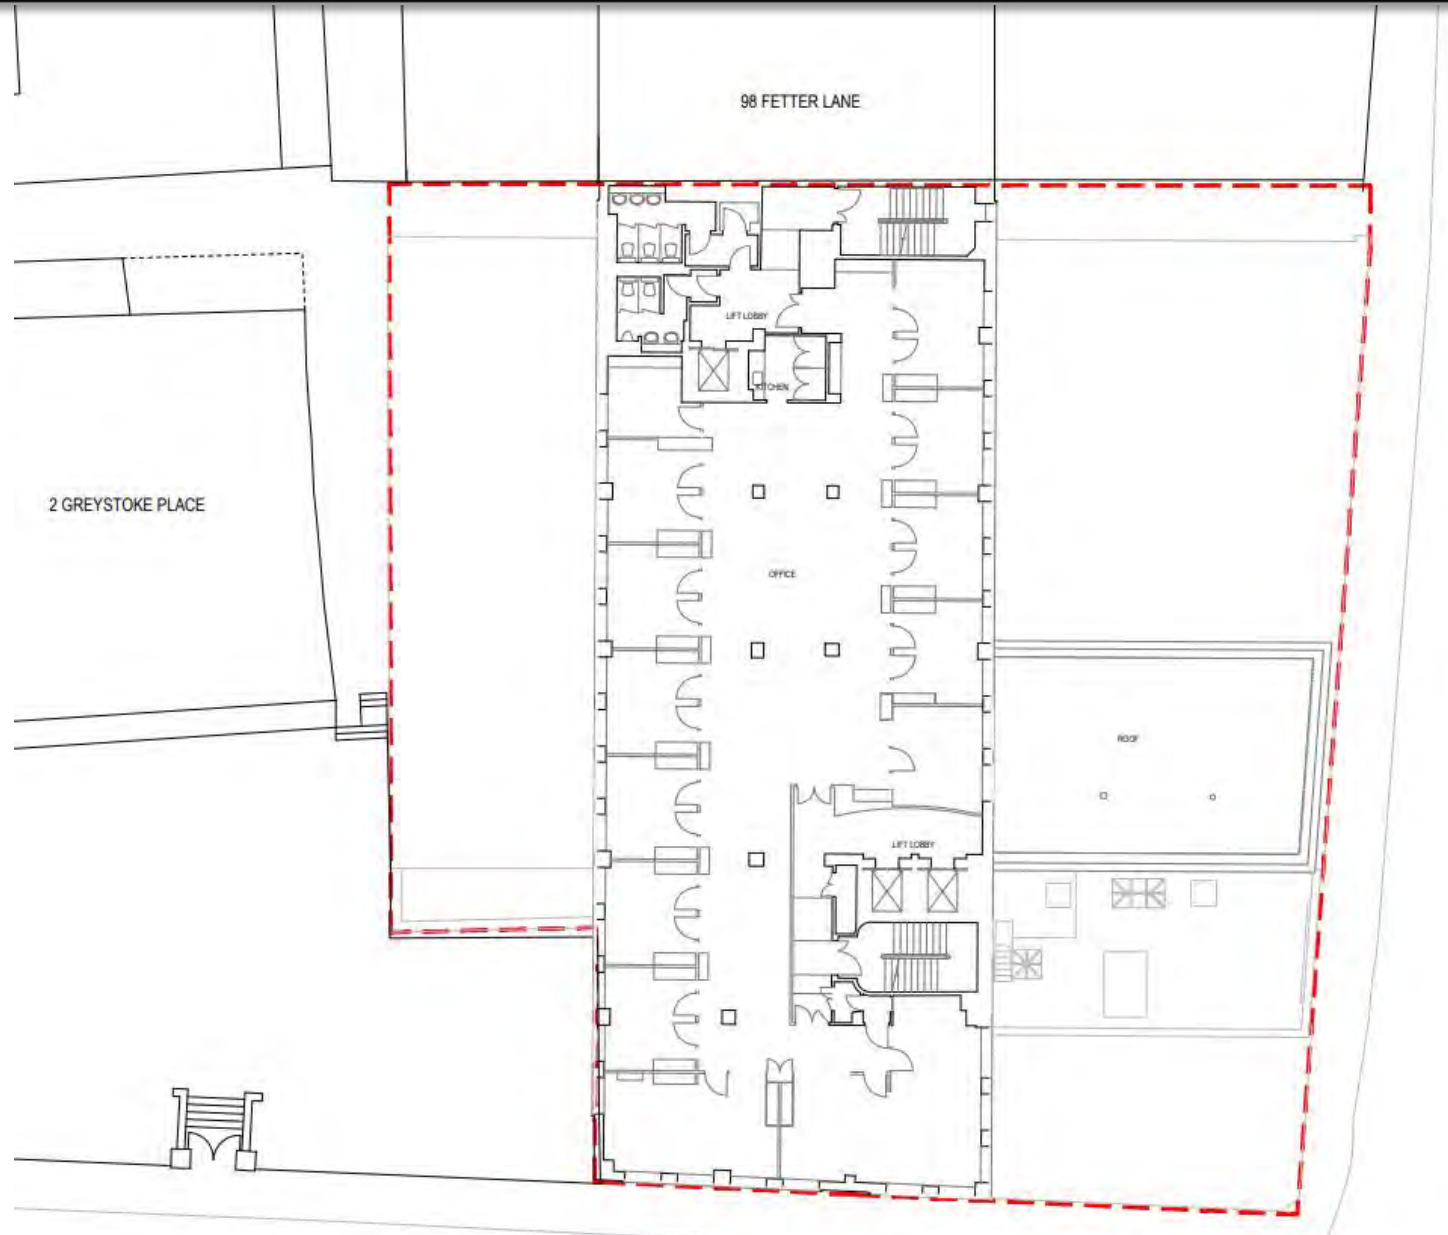 98 FETTER LANE
LIFT LOBBY
KITCHEN
2 GREYSTOKE PLACE
OFFICE
ROOF
LIFT LOBBY